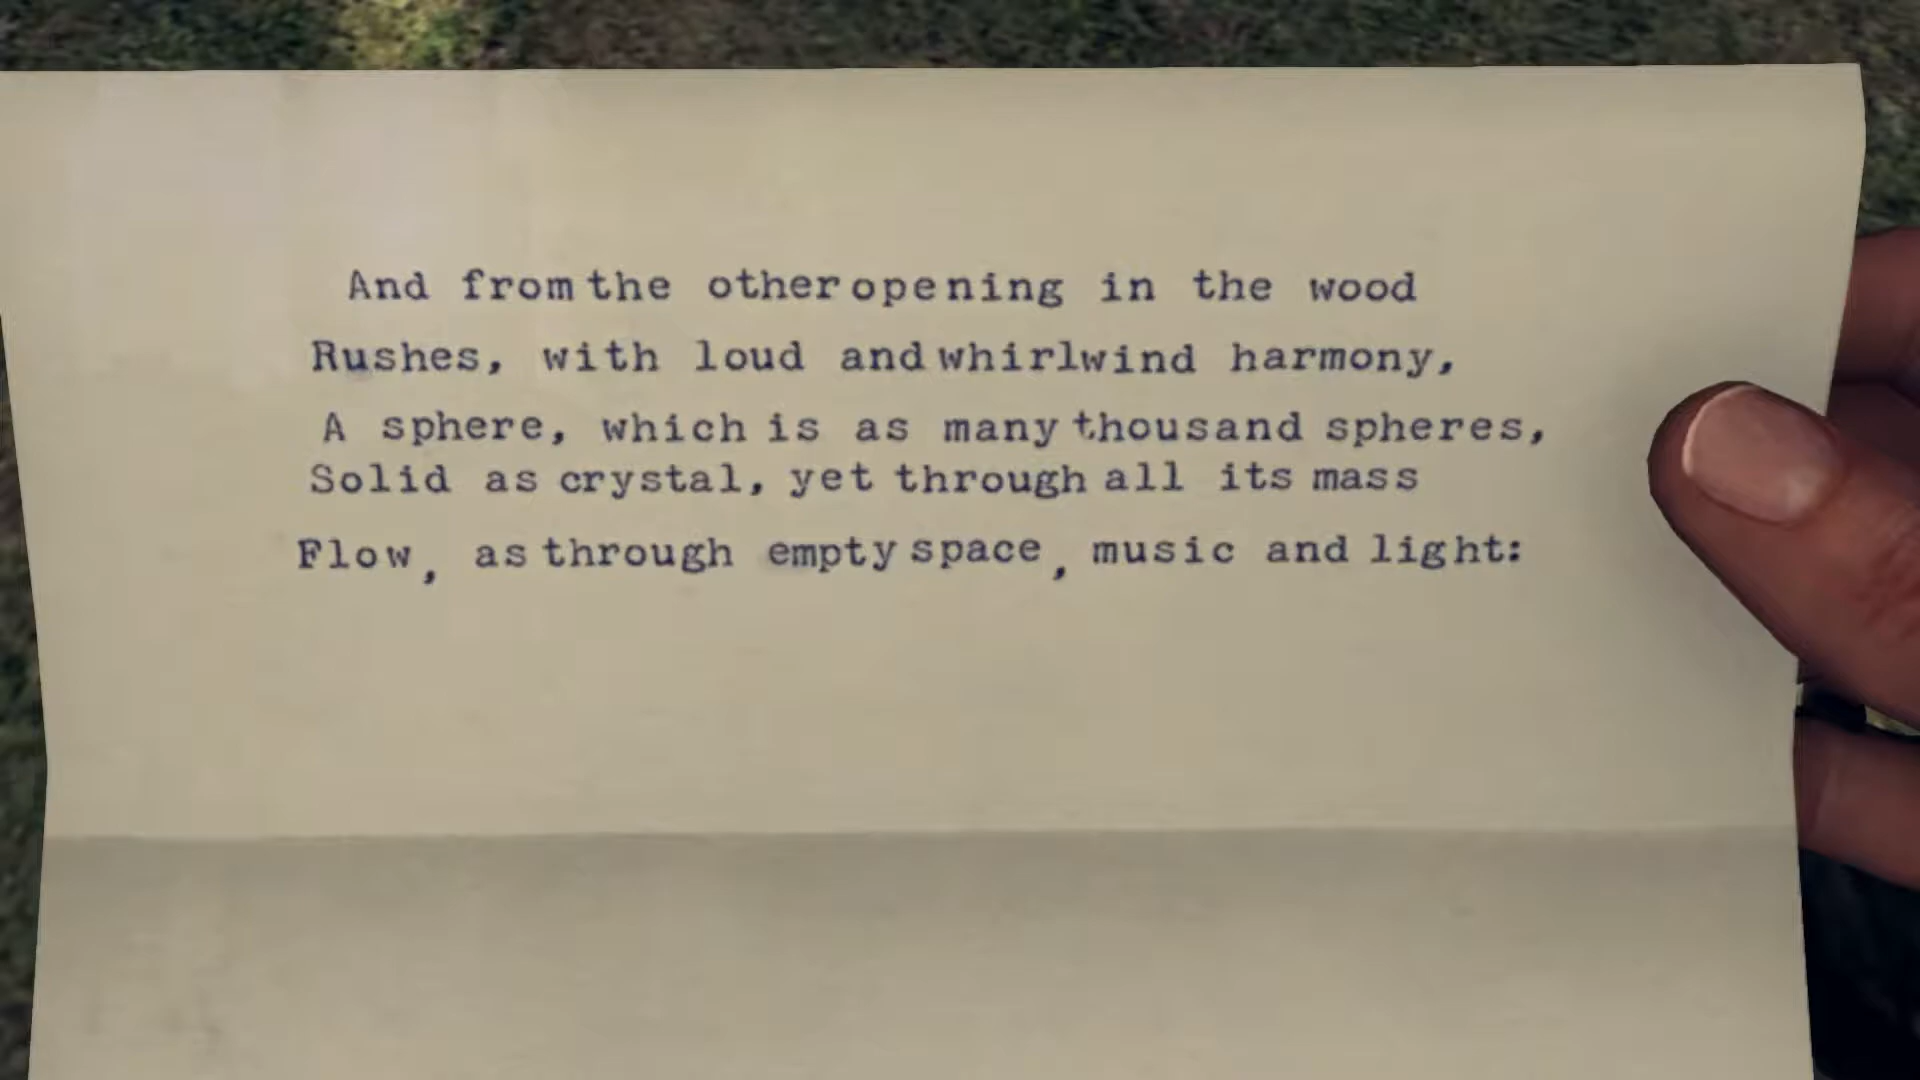 And from the other opening in the wood
Rushes, with loud and whirlwind harmony,
A sphere, which is as many thousand spheres,
Solid as crystal, yet through all its mass
Flow, as through empty space, music and light: